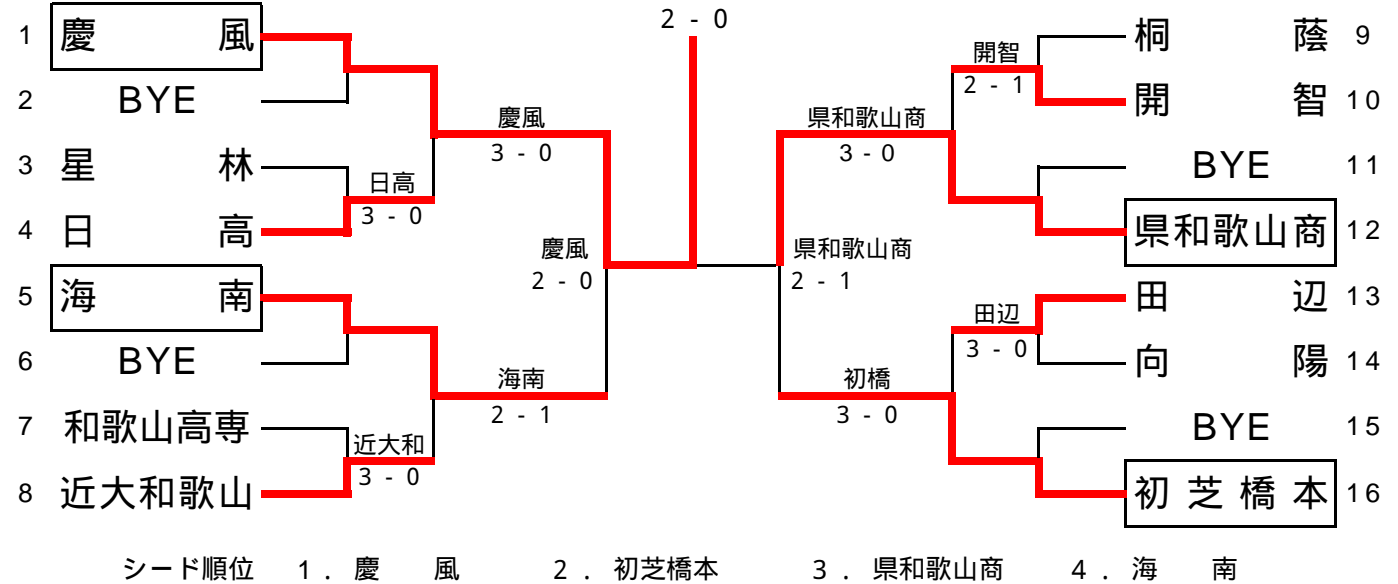 2 - 0
1 慶 風
2 BYE
3 星 林
4 日 高
5 海 南
6 BYE
7 和歌山高専
8 近大和歌山
日高
3 - 0
近大和
3 - 0
慶風
3 - 0
海南
2 - 1
慶風
2 - 0
県和歌山商
2 - 1
県和歌山商
3 - 0
初橋
3 - 0
開智
2 - 1
田辺
3 - 0
桐 蔭 9
開 智 10
BYE 11
県和歌山商 12
田 辺 13
向 陽 14
BYE 15
初芝橋本 16
シード順位 1．慶 風 2．初芝橋本 3．県和歌山商 4．海 南